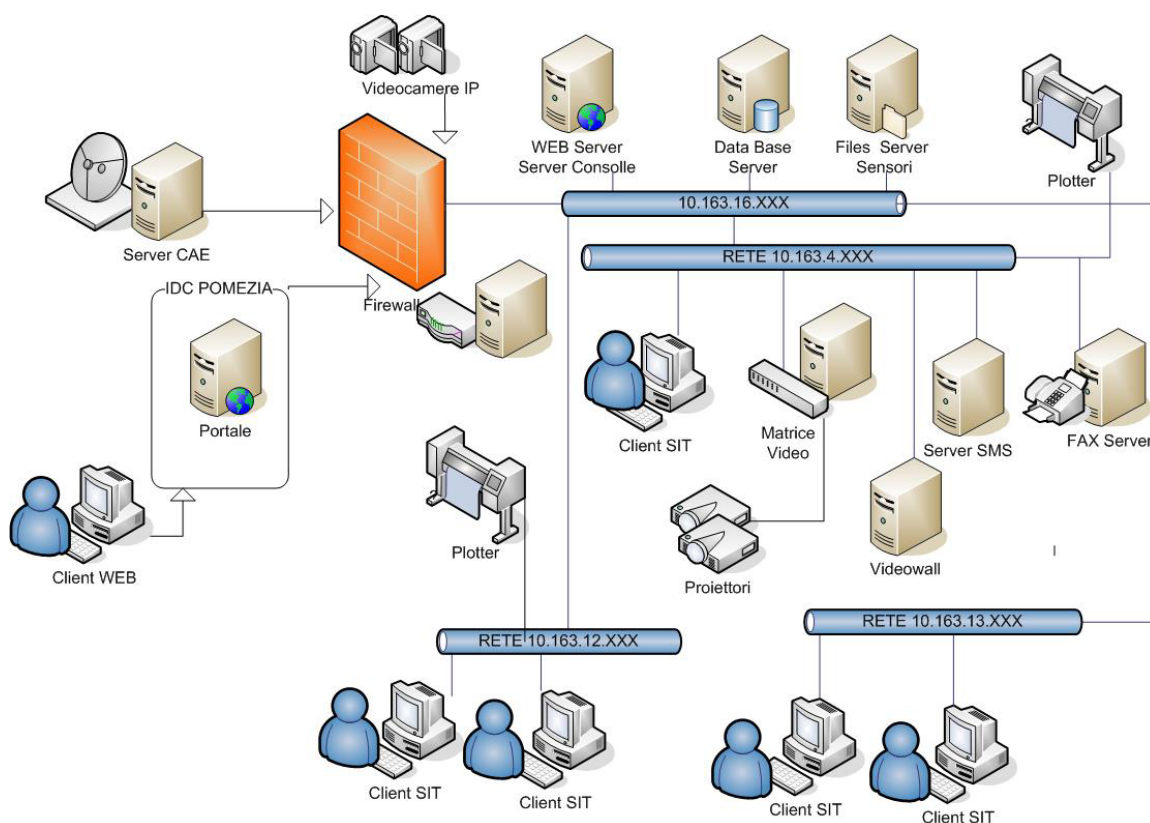 Videocamere IP
WEB Server
Server Consolle
Data Base
Server
Files Server
Sensori
Plotter
10.163.16.XXX
Server CAE
RETE 10.163.4.XXX
IDC POMEZIA
Firewall
Portale
Client SIT
Matrice
Video
Server SMS
FAX Server
Plotter
Client WEB
Proiettori
Videowall
I
RETE 10.163.12.XXX
RETE 10.163.13.XXX
Client SIT
Client SIT
Client SIT
Client SIT